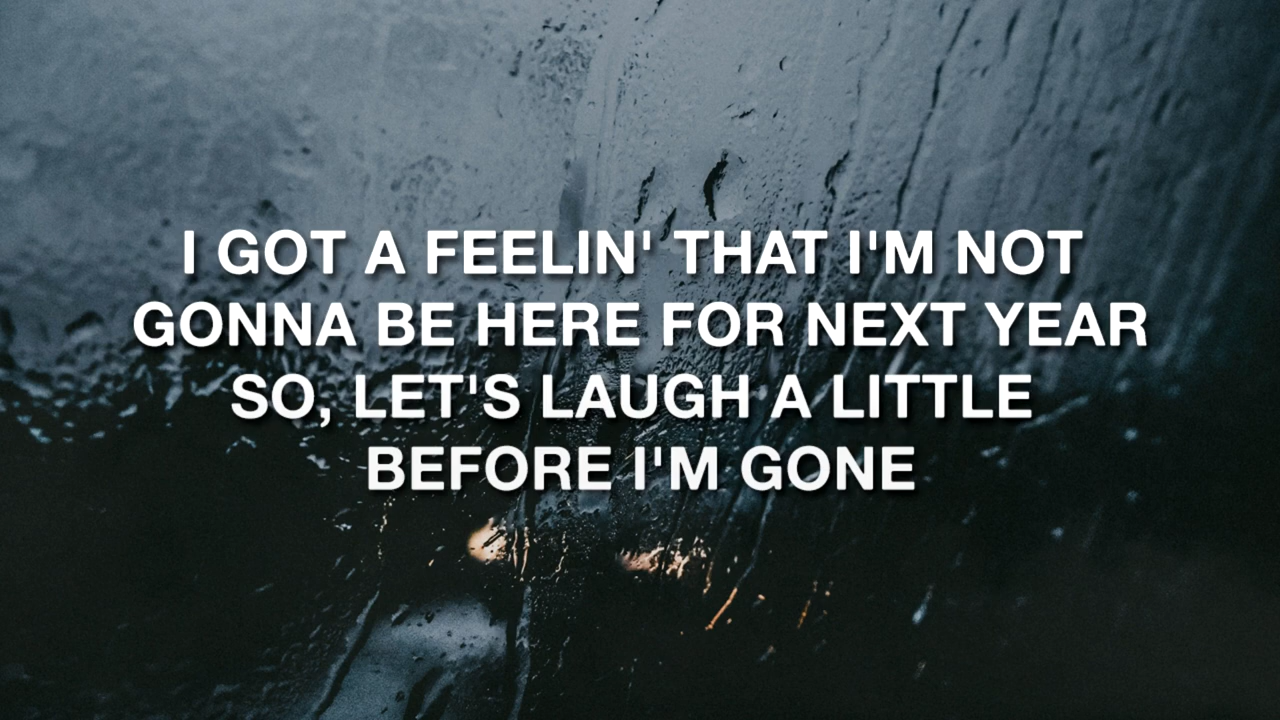 I GOT A FEELIN' THAT I'M NOT
GONNA BE HERE FOR NEXT YEAR
SO, LET'S LAUGH A LITTLE
BEFORE I'M GONE